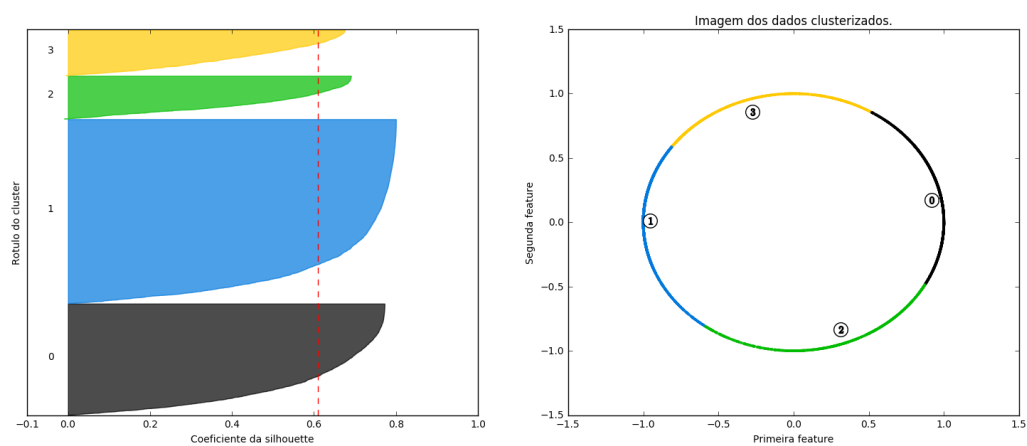 3
2
1
0
Rotulo do cluster
−0.1 0.0 0.2 0.4 0.6 0.8 1.0
Coeficiente da silhouette
Imagem dos dados clusterizados.
1.5
1.0
0.5
0.0
−0.5
−1.0
−1.5
Segunda feature
3
0
1
2
−1.5 −1.0 −0.5 0.0 0.5 1.0 1.5
Primeira feature